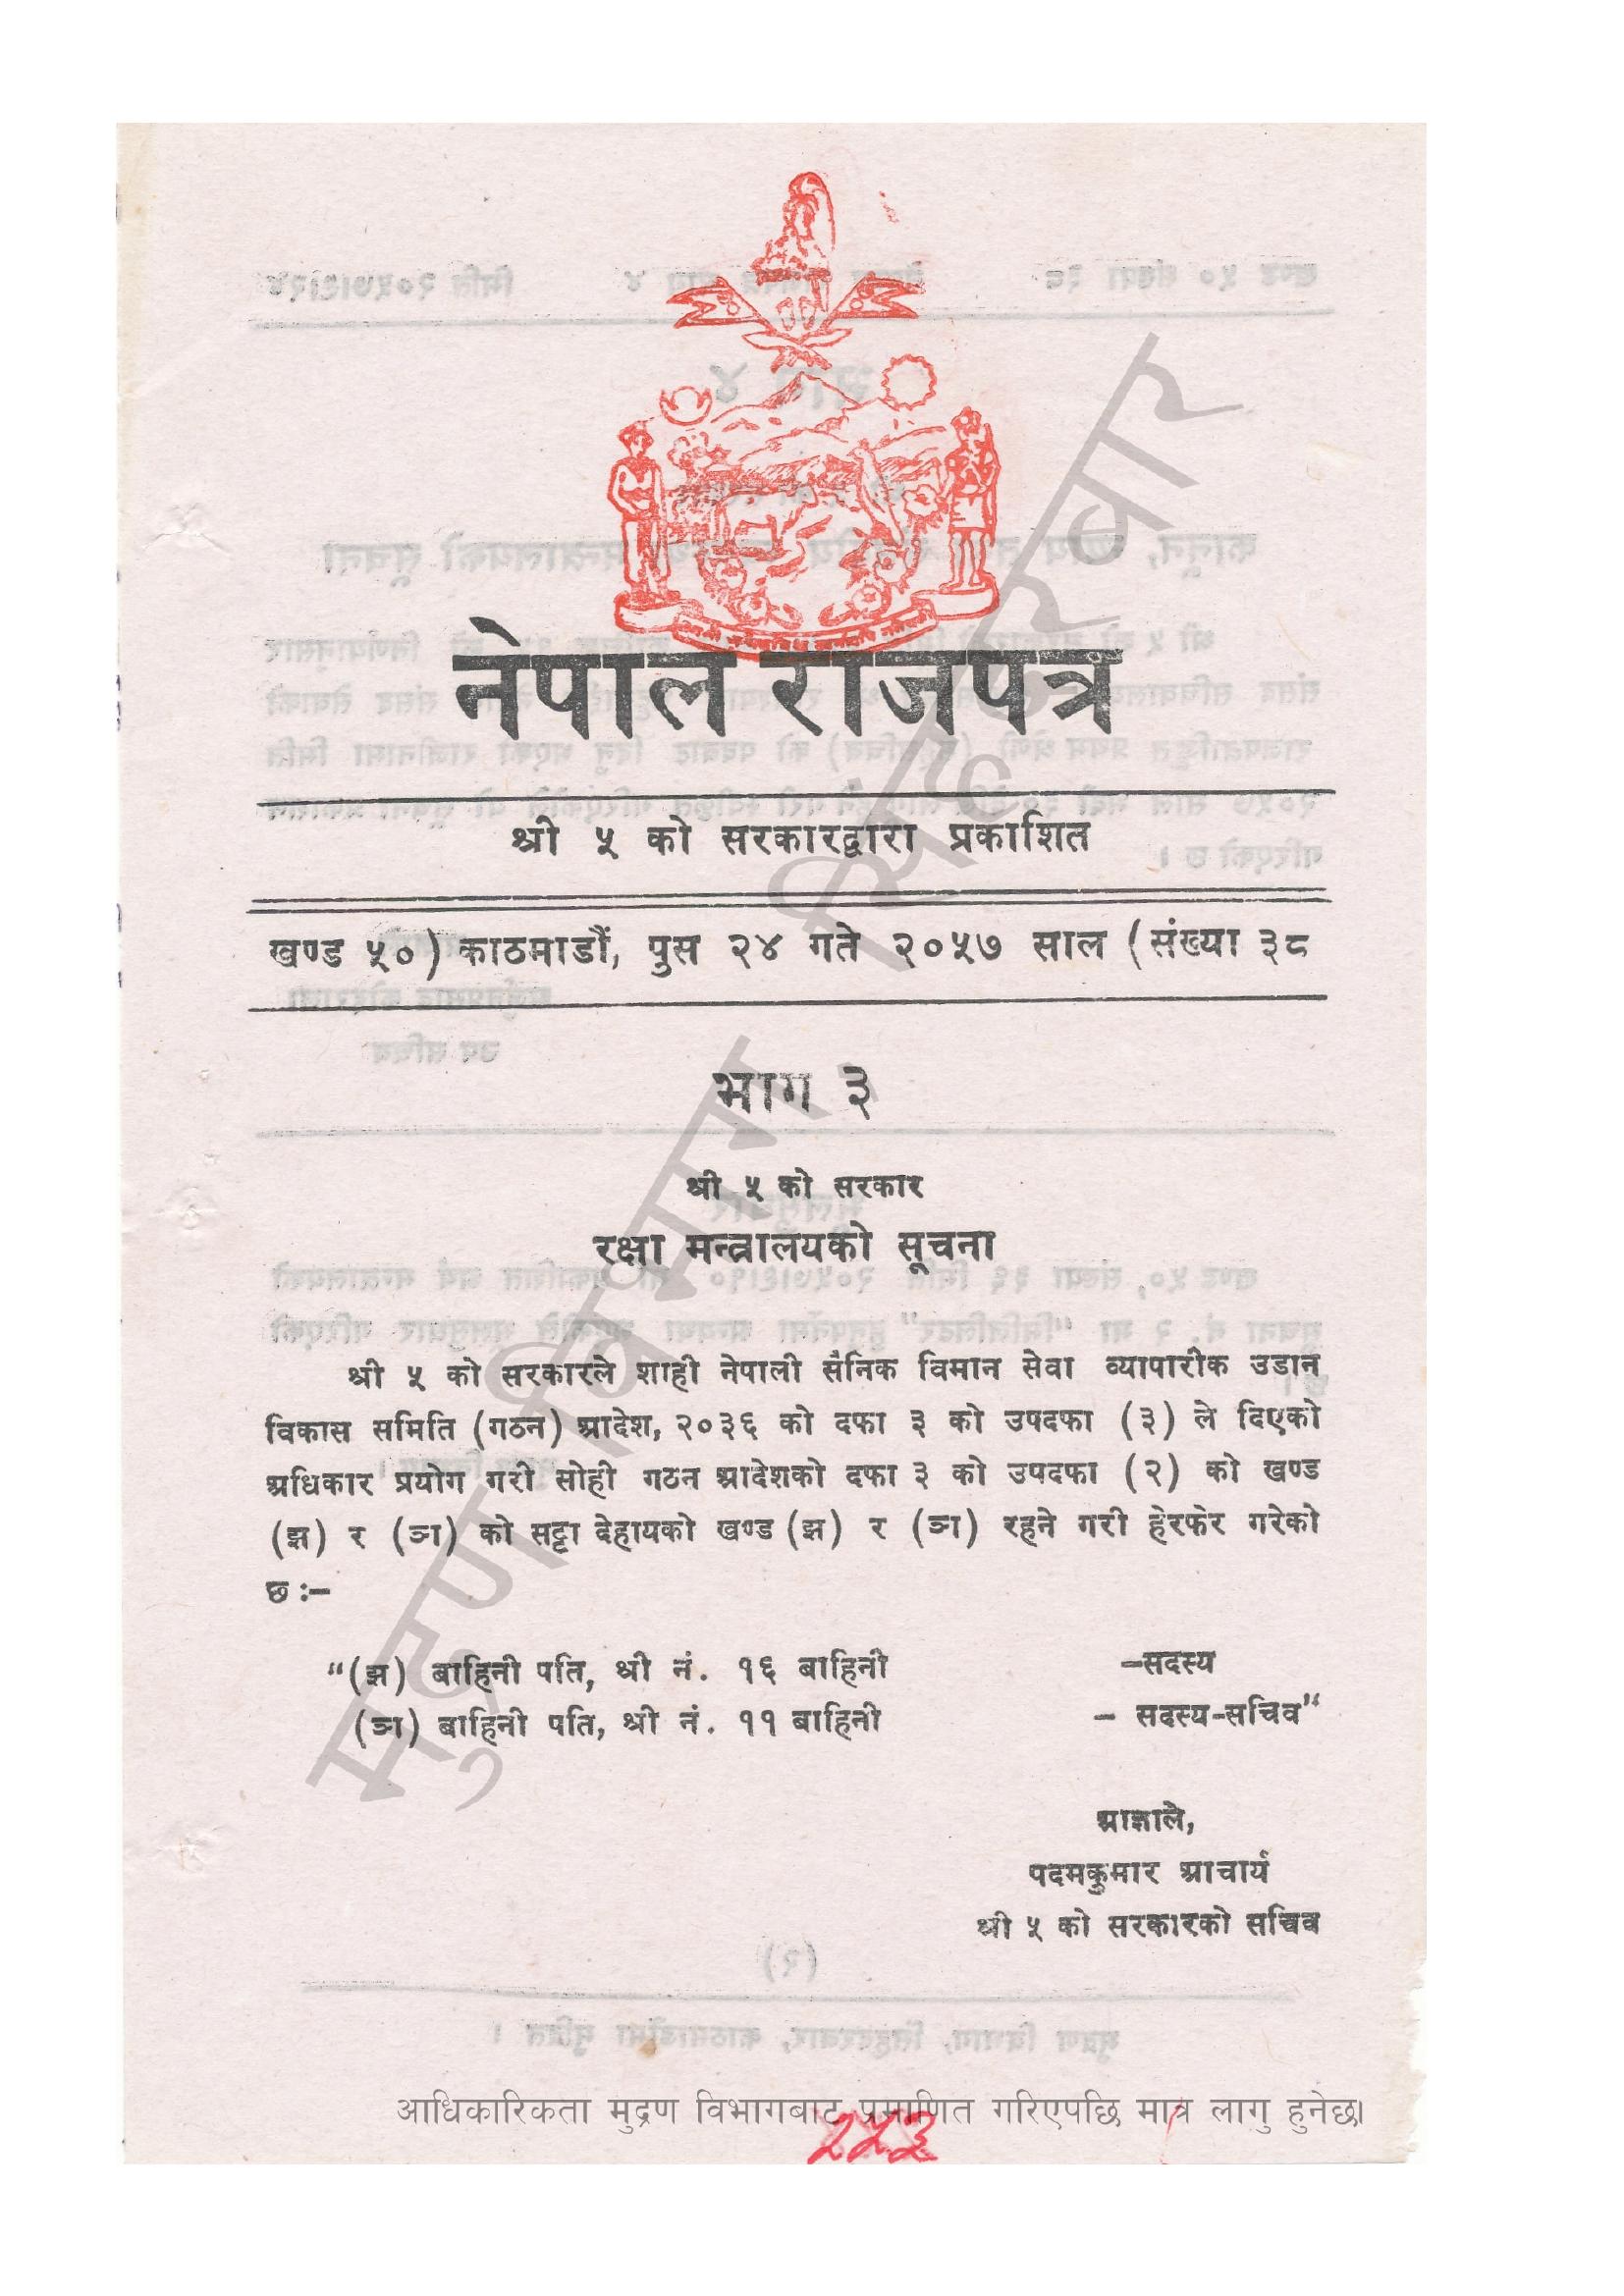 नेपाल राजपत्र
श्री ५ को सरकारद्वारा प्रकाशित
खण्ड ५०) काठमाडौं, पुस २४ गते २०५७ साल (संख्या ३८
भाग ३
श्री ५ को सरकार
रक्षा मन्त्रालयको सूचना
श्री ५ को सरकारले शाही नेपाली सैनिक विमान सेवा व्यापारीक उडान
विकास समिति (गठन) आदेश, २०३६ को दफा ३ को उपदफा (३) ले दिएको
अधिकार प्रयोग गरी सोही गठन आदेशको दफा ३ को उपदफा (२) को खण्ड
(झ) र (ञ) को सट्टा देहायको खण्ड (झ) र (ञ) रहने गरी हेरफेर गरेको
छ :–
“(झ) बाहिनी पति, श्री नं. १६ बाहिनी –सदस्य
(ञ) बाहिनी पति, श्री नं. ११ बाहिनी – सदस्य-सचिव”
आज्ञाले,
पदमकुमार आचार्य
श्री ५ को सरकारको सचिव
मुद्रण विभाग, सिंहदरबार
आधिकारिकता मुद्रण विभागबाट प्रमाणित गरिएपछि मात्र लागु हुनेछ।
२५३